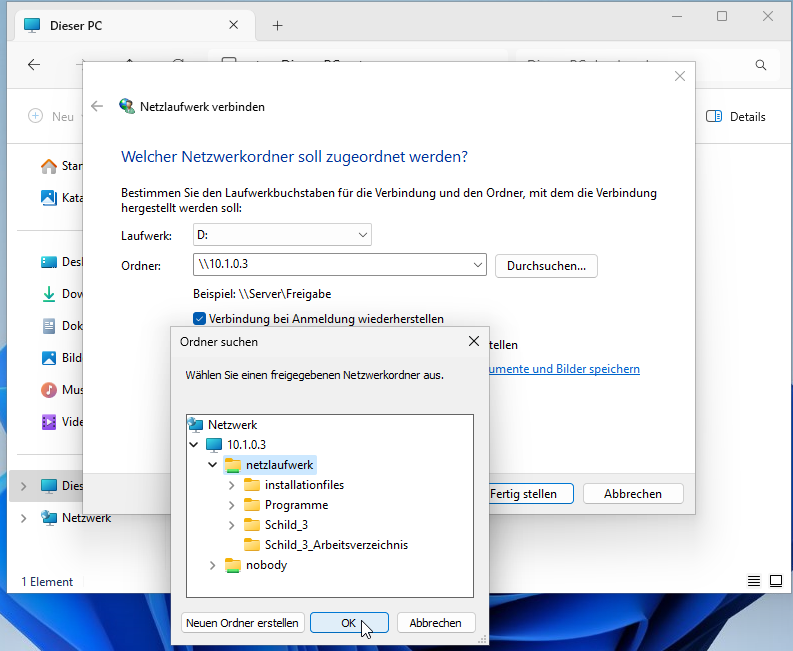 Dieser PC
Neu
Details
Netzlaufwerk verbinden
Welcher Netzwerkordner soll zugeordnet werden?
Bestimmen Sie den Laufwerkbuchstaben für die Verbindung und den Ordner, mit dem die Verbindung
hergestellt werden soll:
Laufwerk: D:
Ordner: \\10.1.0.3 Durchsuchen...
Beispiel: \\Server\Freigabe
Verbindung bei Anmeldung wiederherstellen
stellen
umente und Bilder speichern
Fertig stellen Abbrechen
Star
Kata
Desl
Dow
Dok
Bild
Mus
Vide
Dies
Netzwerk
1 Element
Ordner suchen
Wählen Sie einen freigegebenen Netzwerkordner aus.
Netzwerk
10.1.0.3
netzlaufwerk
installationfiles
Programme
Schild_3
Schild_3_Arbeitsverzeichnis
nobody
Neuen Ordner erstellen OK Abbrechen